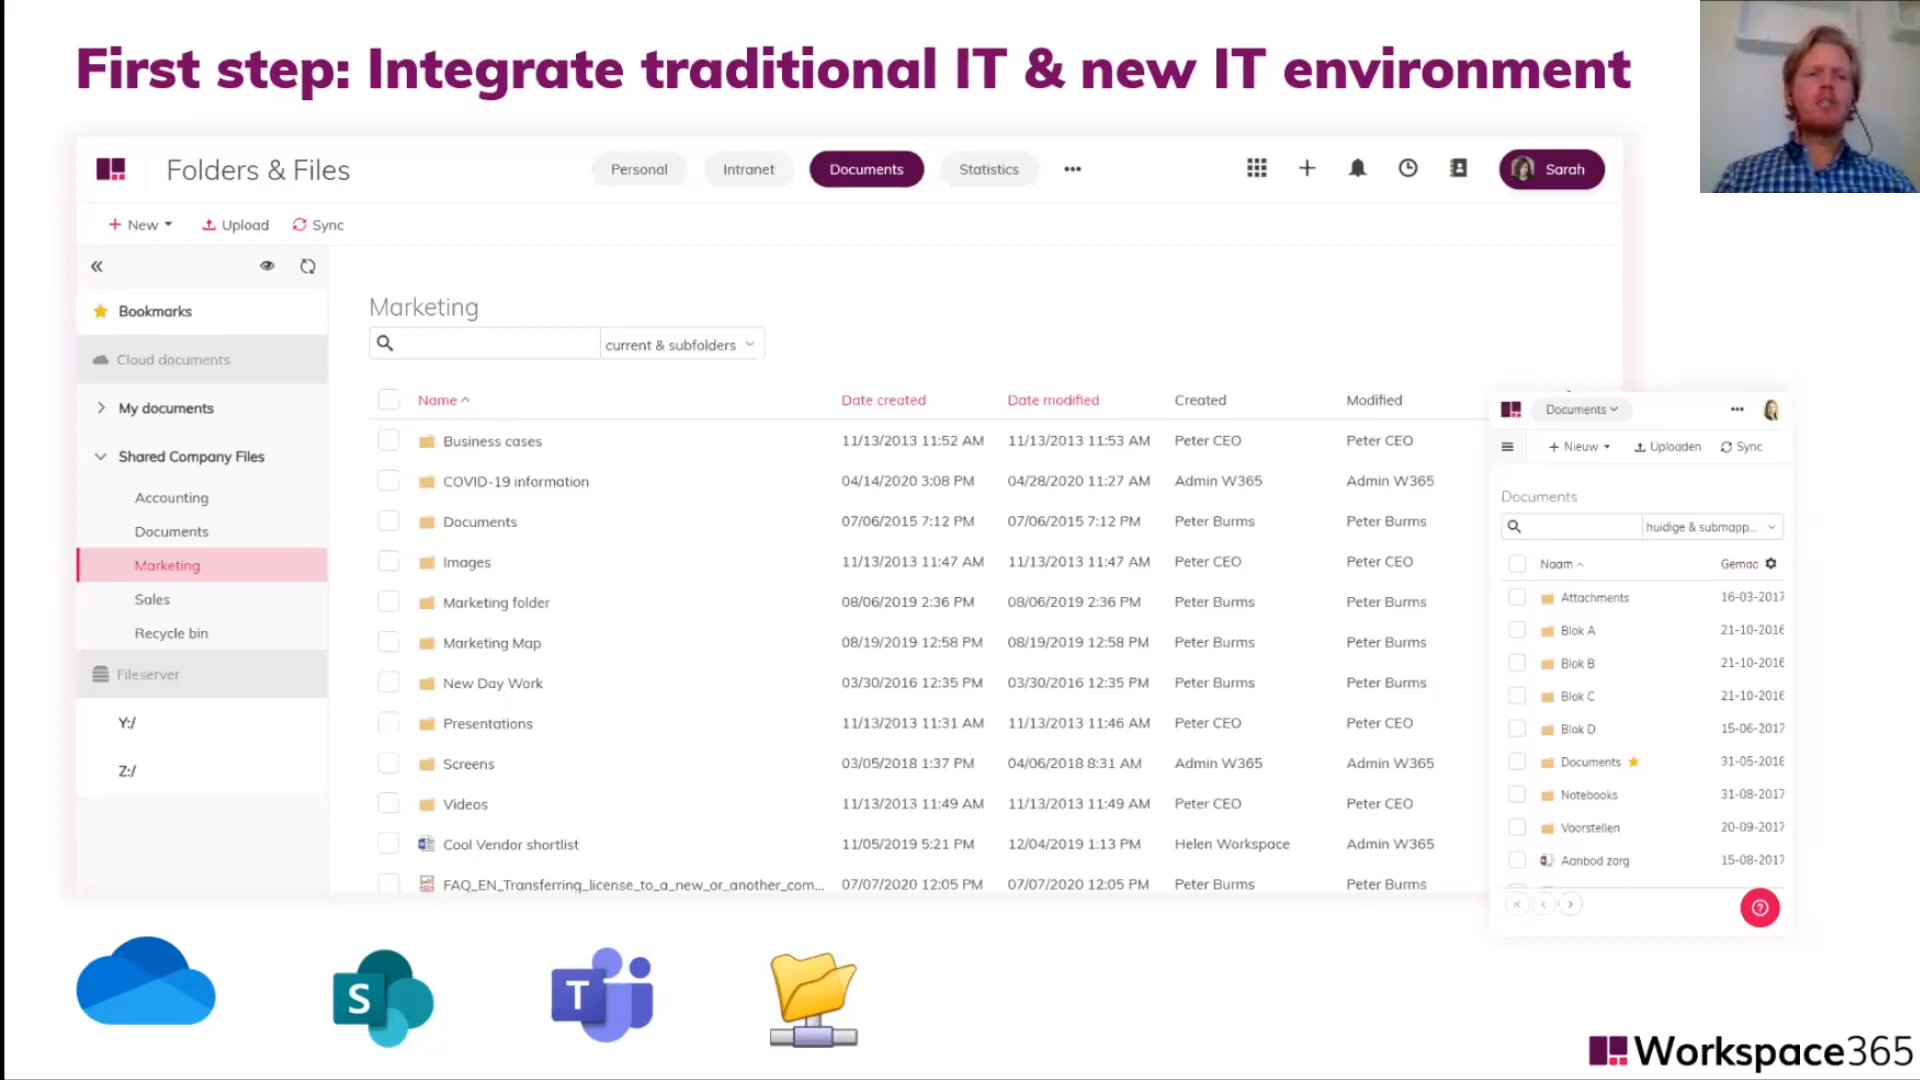 First step: Integrate traditional IT & new IT environment
Folders & Files
Personal
Intranet
Documents
Statistics
Sarah
New
Upload
Sync
Bookmarks
Cloud documents
My documents
Shared Company Files
Accounting
Documents
Marketing
Sales
Recycle bin
Fileserver
Y:/
Z:/
Marketing
current & subfolders
Name Date created Date modified Created Modified
Business cases 11/13/2013 11:52 AM 11/13/2013 11:53 AM Peter CEO Peter CEO
COVID-19 information 04/14/2020 3:08 PM 04/28/2020 11:27 AM Admin W365 Admin W365
Documents 07/06/2015 7:12 PM 07/06/2015 7:12 PM Peter Burms Peter Burms
Images 11/13/2013 11:47 AM 11/13/2013 11:47 AM Peter CEO Peter CEO
Marketing folder 08/06/2019 2:36 PM 08/06/2019 2:36 PM Peter Burms Peter Burms
Marketing Map 08/19/2019 12:58 PM 08/19/2019 12:58 PM Peter Burms Peter Burms
New Day Work 03/30/2016 12:35 PM 03/30/2016 12:35 PM Peter Burms Peter Burms
Presentations 11/13/2013 11:31 AM 11/13/2013 11:46 AM Peter CEO Peter CEO
Screens 03/05/2018 1:37 PM 04/06/2018 8:31 AM Admin W365 Admin W365
Videos 11/13/2013 11:49 AM 11/13/2013 11:49 AM Peter CEO Peter CEO
Cool Vendor shortlist 11/05/2019 5:21 PM 12/04/2019 1:13 PM Helen Workspace Admin W365
FAQ_EN_Transferring_license_to_a_new_or_another_com... 07/07/2020 12:05 PM 07/07/2020 12:05 PM Peter Burms Peter Burms
Documents
Nieuw
Uploaden
Sync
Documents
huidige & submapp...
Naam Gemac
Attachments 16-03-2017
Blok A 21-10-2016
Blok B 21-10-2016
Blok C 21-10-2016
Blok D 15-06-2017
Documents 31-05-2018
Notebooks 31-08-2017
Voorstellen 20-09-2017
Aanbod zorg 15-08-2017
S
T
Workspace365